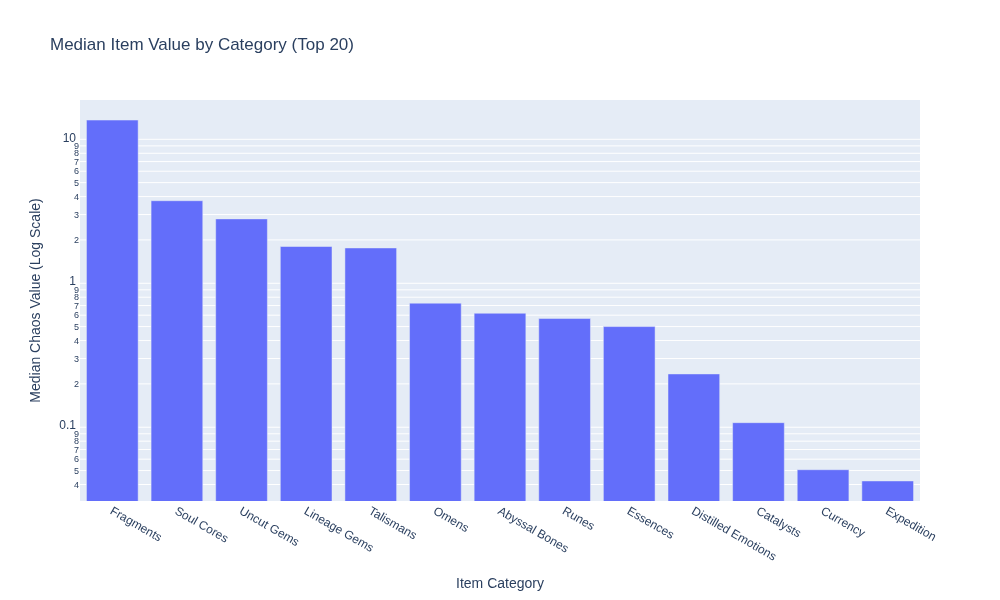 Median Item Value by Category (Top 20)
Median Chaos Value (Log Scale)
10
9
8
7
6
5
4
3
2
1
9
8
7
6
5
4
3
2
0.1
9
8
7
6
5
4
Fragments
Soul Cores
Uncut Gems
Lineage Gems
Talismans
Omens
Abyssal Bones
Runes
Essences
Distilled Emotions
Catalysts
Currency
Expedition
Item Category